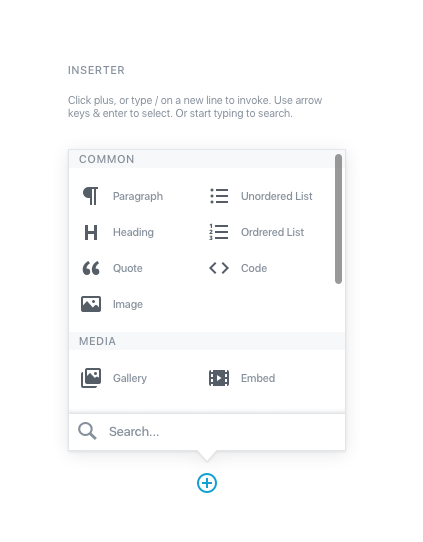 INSERTER
Click plus, or type / on a new line to invoke. Use arrow
keys & enter to select. Or start typing to search.
COMMON
Paragraph
Unordered List
Heading
Ordrered List
Quote
Code
Image
MEDIA
Gallery
Embed
Search...